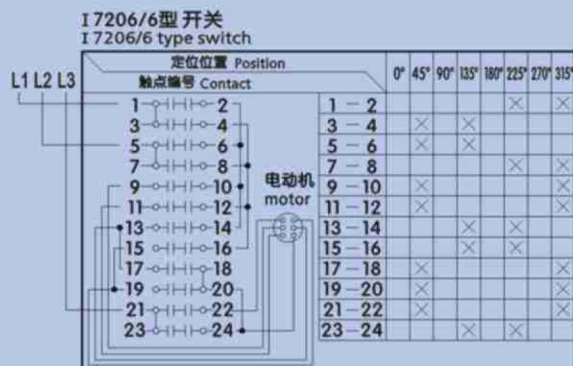 I 7206/6型 开关
I 7206/6 type switch
定位位置 Position
触点编号 Contact
0° 45° 90° 135° 180° 225° 270° 315°
L1 L2 L3
1 2 1 — 2 × ×
3 4 3 — 4 × ×
5 6 5 — 6 × ×
7 8 7 — 8 × ×
电动机
motor
9 10 9 — 10 × ×
11 12 11 — 12 × ×
13 14 13 — 14 × ×
15 16 15 — 16 × ×
17 18 17 — 18 × ×
19 20 19 — 20 × ×
21 22 21 — 22 × ×
23 24 23 — 24 × ×